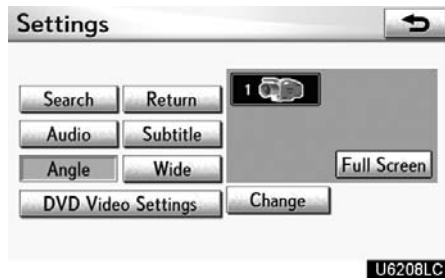 Settings
Search Return
1
Audio Subtitle
Angle Wide
Full Screen
DVD Video Settings Change
U6208LC